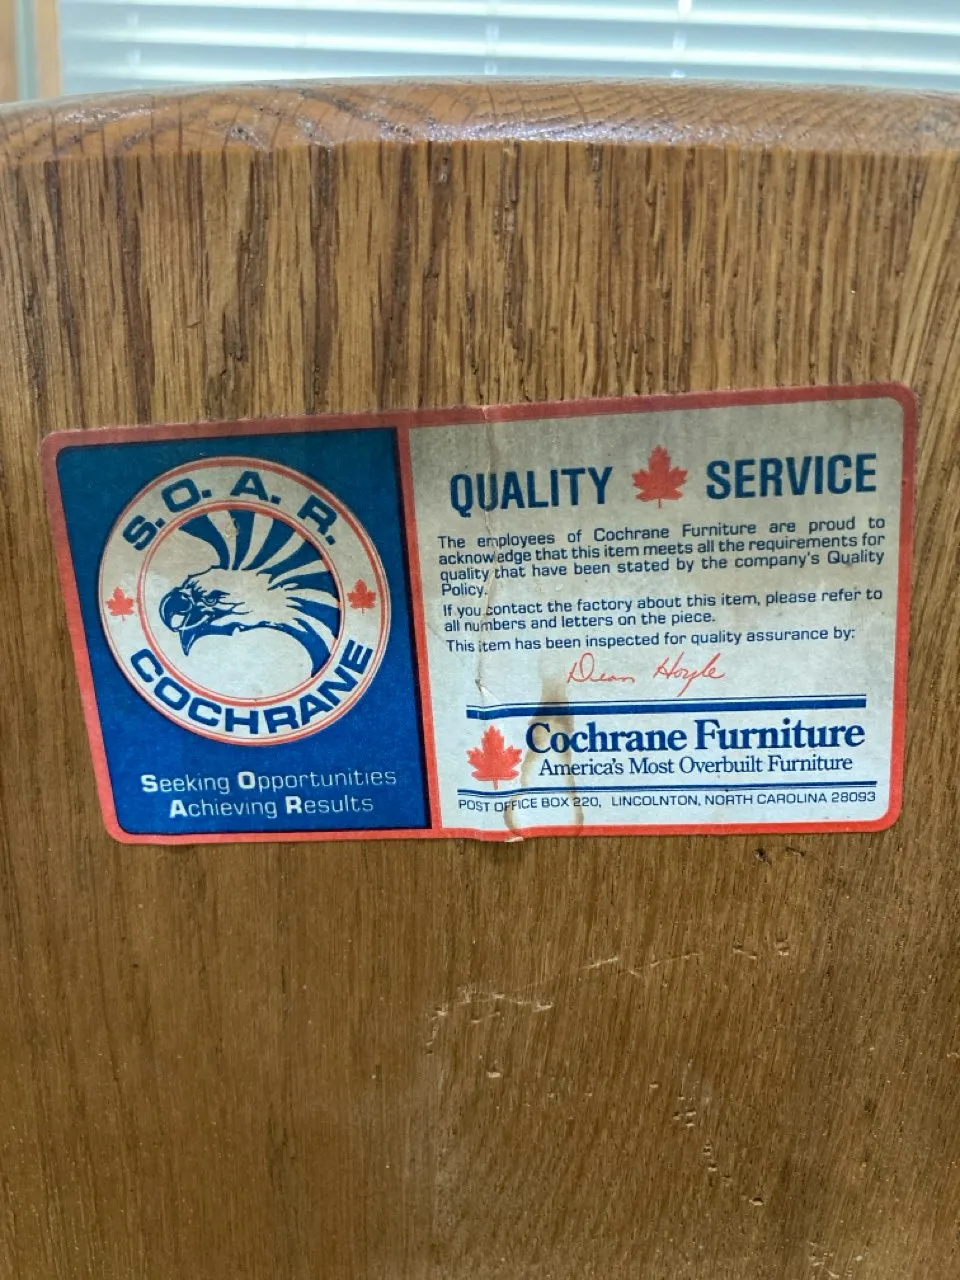 S.O.A.R.
COCHRANE
Seeking Opportunities
Achieving Results
QUALITY SERVICE
The employees of Cochrane Furniture are proud to
acknowledge that this item meets all the requirements for
quality that have been stated by the company's Quality
Policy.
If you contact the factory about this item, please refer to
all numbers and letters on the piece.
This item has been inspected for quality assurance by:
Dean Hoyle
Cochrane Furniture
America's Most Overbuilt Furniture
POST OFFICE BOX 220, LINCOLNTON, NORTH CAROLINA 28093